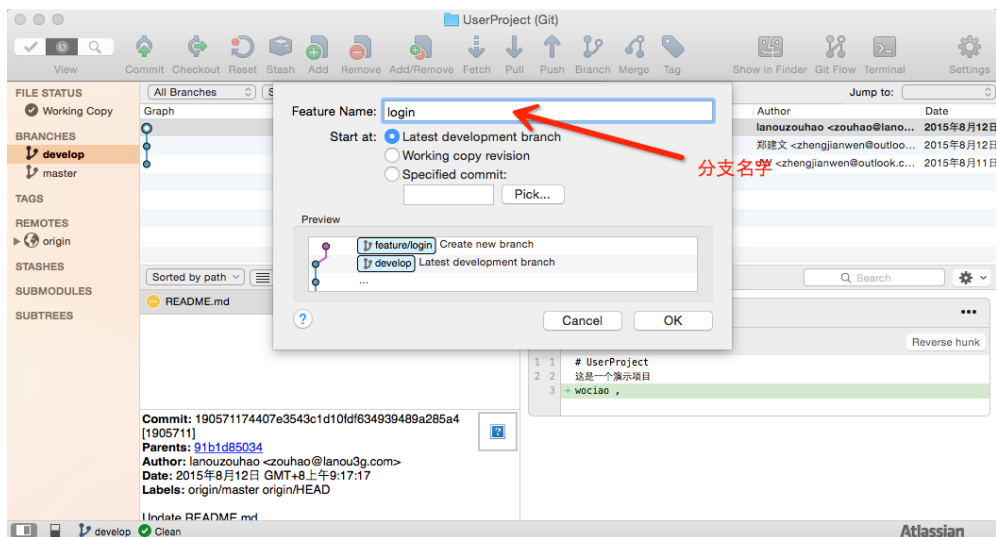 UserProject (Git)
View Commit Checkout Reset Stash Add Remove Add/Remove Fetch Pull Push Branch Merge Tag Show in Finder Git Flow Terminal Settings
FILE STATUS
Working Copy
BRANCHES
develop
master
TAGS
REMOTES
origin
STASHES
SUBMODULES
SUBTREES
All Branches
Jump to:
Graph
Author Date
lanouzouhao <zouhao@lano... 2015年8月12日
郑建文 <zhengjianwen@outloo... 2015年8月12日
<zhengjianwen@outlook.c... 2015年8月11日
Feature Name: login
Start at: Latest development branch
Working copy revision
Specified commit:
Pick...
分支名字
Preview
feature/login Create new branch
develop Latest development branch
...
? Cancel OK
Sorted by path
Search
README.md
Reverse hunk
1 1 # UserProject
2 2 这是一个演示项目
3 + wociao ,
Commit: 190571174407e3543c1d10fdf634939489a285a4
[1905711]
Parents: 91b1d85034
Author: lanouzouhao <zouhao@lanou3g.com>
Date: 2015年8月12日 GMT+8上午9:17:17
Labels: origin/master origin/HEAD
Update README.md
develop Clean
Atlassian